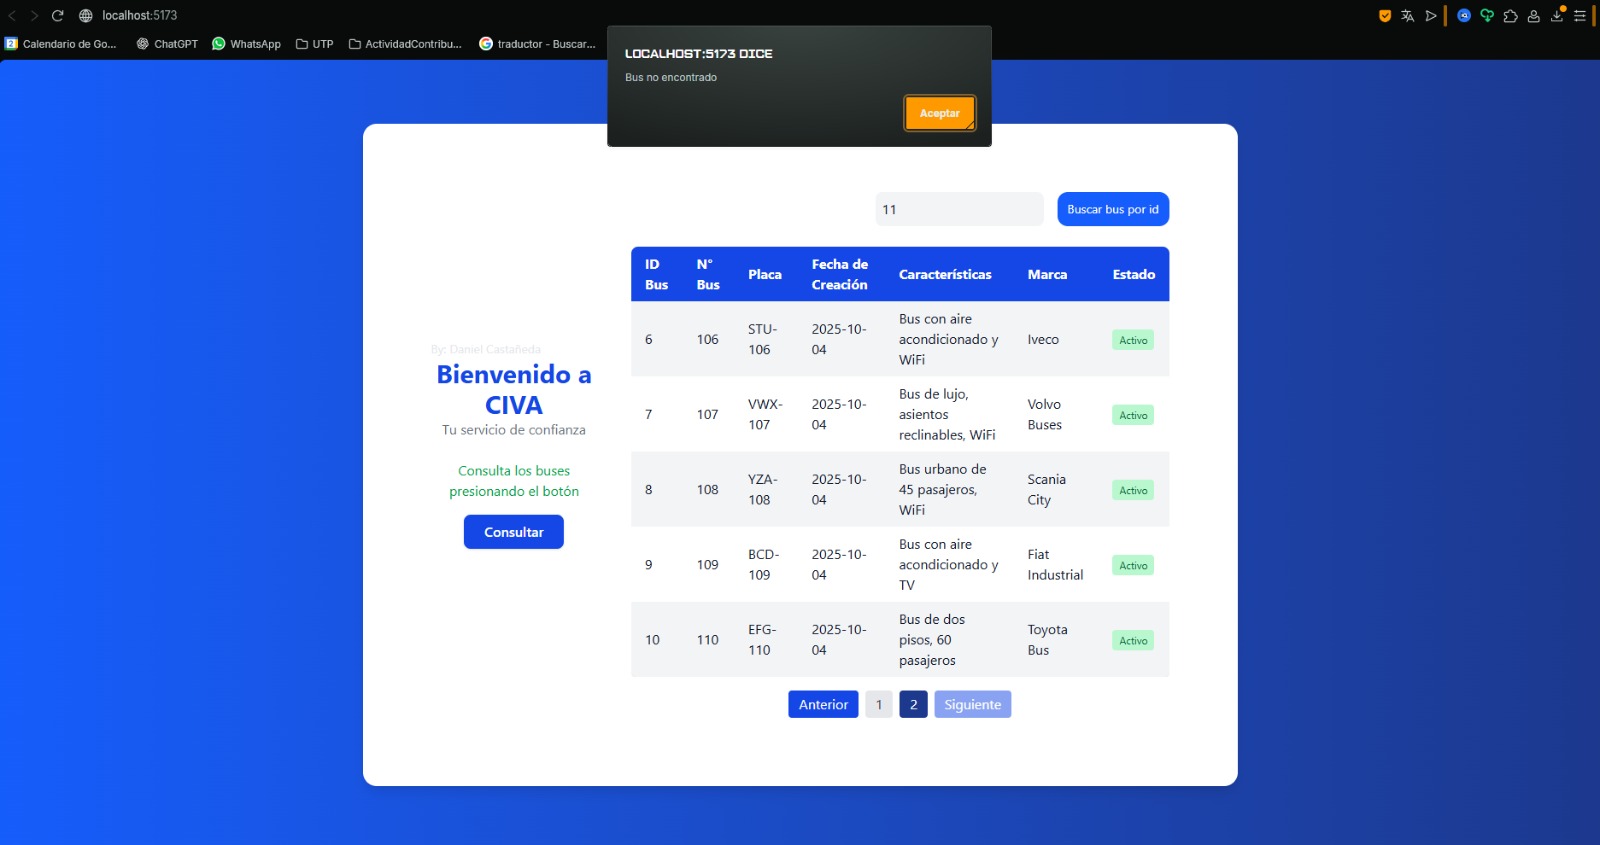 localhost:5173
Calendario de Go...
ChatGPT
WhatsApp
UTP
ActividadContribu...
traductor - Buscar...
LOCALHOST:5173 DICE
Bus no encontrado
Aceptar
11
Buscar bus por id
By: Daniel Castañeda
Bienvenido a
CIVA
Tu servicio de confianza
Consulta los buses
presionando el botón
Consultar
ID
Bus
N°
Bus
Placa
Fecha de
Creación
Características
Marca
Estado
6
106
STU-
106
2025-10-
04
Bus con aire
acondicionado y
WiFi
Iveco
Activo
7
107
VWX-
107
2025-10-
04
Bus de lujo,
asientos
reclinables, WiFi
Volvo
Buses
Activo
8
108
YZA-
108
2025-10-
04
Bus urbano de
45 pasajeros,
WiFi
Scania
City
Activo
9
109
BCD-
109
2025-10-
04
Bus con aire
acondicionado y
TV
Fiat
Industrial
Activo
10
110
EFG-
110
2025-10-
04
Bus de dos
pisos, 60
pasajeros
Toyota
Bus
Activo
Anterior
1
2
Siguiente